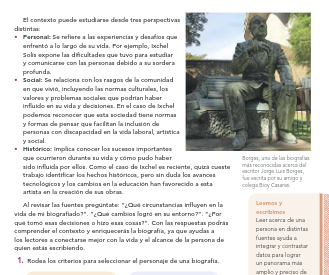 El contexto puede estudiarse desde tres perspectivas
distintas:
• Personal: Se refiere a las experiencias y desafíos que
enfrentó a lo largo de su vida. Por ejemplo, Ixchel
Solís expone las dificultades que tuvo para estudiar
y comunicarse con las personas debido a su sordera
profunda.
• Social: Se relaciona con los rasgos de la comunidad
en que vivió, incluyendo las normas culturales, los
valores y problemas sociales que podrían haber
influido en su vida y decisiones. En el caso de Ixchel
podemos reconocer que esta sociedad tiene normas
y formas de pensar que facilitan la inclusión de
personas con discapacidad en la vida laboral, artística
y social.
• Histórico: Implica conocer los sucesos importantes
que ocurrieron durante su vida y cómo pudo haber
sido influida por ellos. Como el caso de Ixchel es reciente, quizá cueste
trabajo identificar los hechos históricos, pero sin duda los avances
tecnológicos y los cambios en la educación han favorecido a esta
artista en la creación de sus obras.
Al revisar las fuentes pregúntate: "¿Qué circunstancias influyen en la
vida de mi biografiado?". "¿Qué cambios logró en su entorno?". "¿Por
qué tomó esas decisiones o hizo esas cosas?". Con las respuestas podrás
comprender el contexto y enriquecerás la biografía, ya que ayudas a
los lectores a conectarse mejor con la vida y el alcance de la persona de
quien estás escribiendo.
1. Rodea los criterios para seleccionar el personaje de una biografía.
Borges, una de las biografías
más reconocidas acerca del
escritor Jorge Luis Borges,
fue escrita por su amigo y
colega Bioy Casares.
Leemos y
escribimos
Leer acerca de una
persona en distintas
fuentes ayuda a
integrar y contrastar
datos para lograr
un panorama más
amplio y preciso de